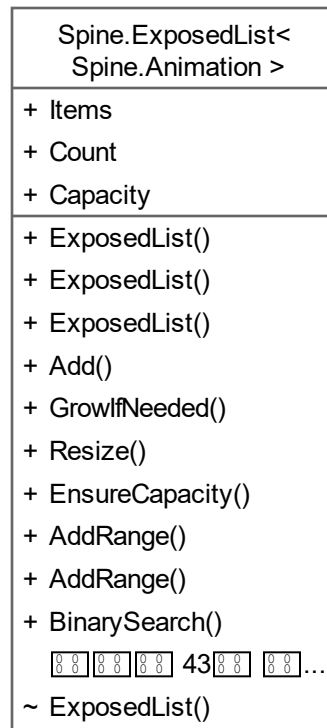 Spine.ExposedList<
Spine.Animation >
+ Items
+ Count
+ Capacity
+ ExposedList()
+ ExposedList()
+ ExposedList()
+ Add()
+ GrowIfNeeded()
+ Resize()
+ EnsureCapacity()
+ AddRange()
+ AddRange()
+ BinarySearch()
43 ...
~ ExposedList()